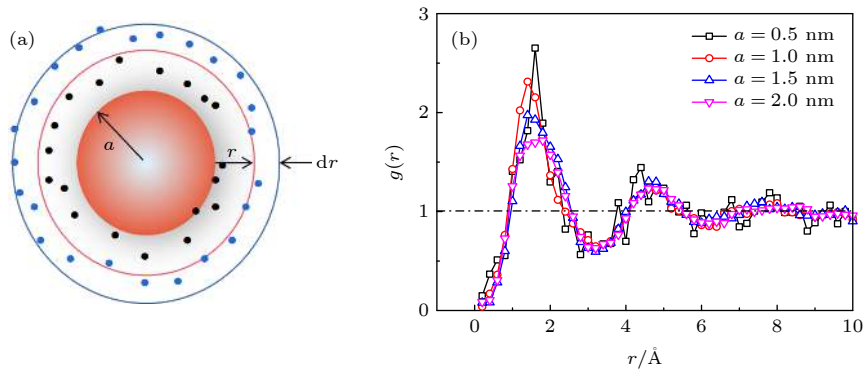 (a)
a
r
dr
(b)
g(r)
3
2
1
0
0
2
4
6
8
10
r/Å
a = 0.5 nm
a = 1.0 nm
a = 1.5 nm
a = 2.0 nm